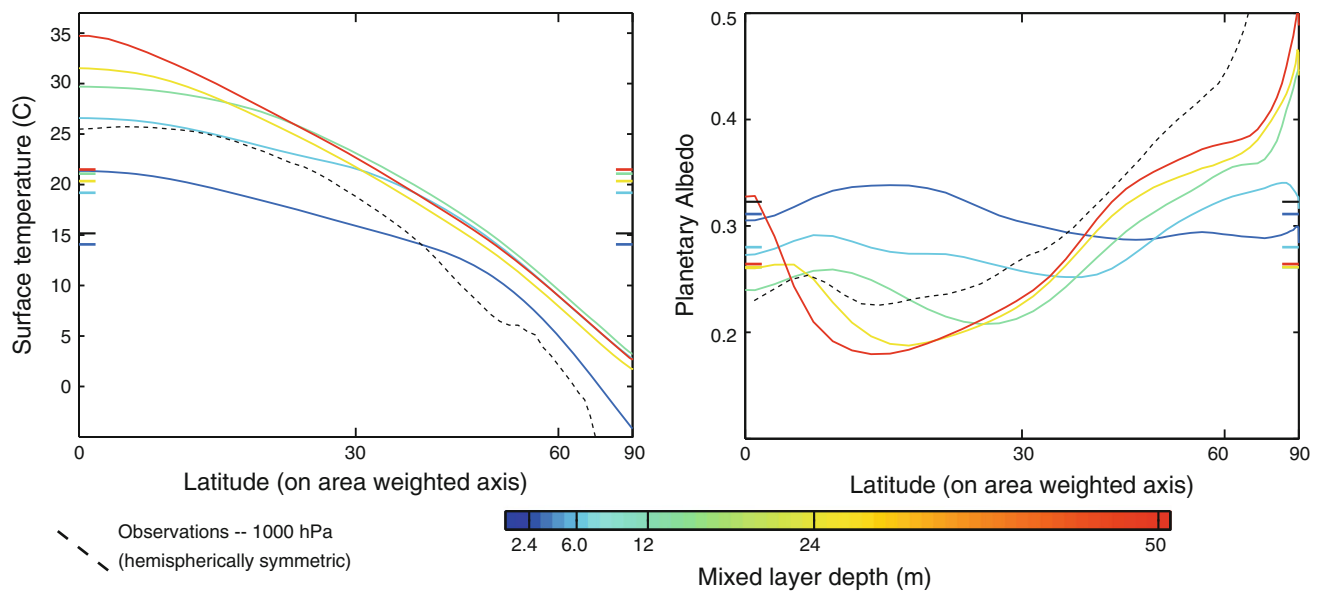 Surface temperature (C)
35
30
25
20
15
10
5
0
0
30
60
90
Latitude (on area weighted axis)
Planetary Albedo
0.5
0.4
0.3
0.2
0
30
60
90
Latitude (on area weighted axis)
Observations -- 1000 hPa
(hemispherically symmetric)
2.4 6.0 12 24 50
Mixed layer depth (m)